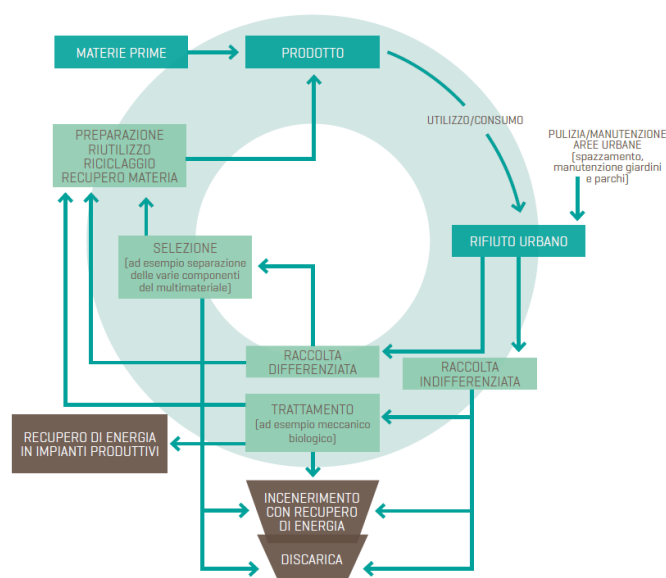 MATERIE PRIME
PRODOTTO
UTILIZZO/CONSUMO
PULIZIA/MANUTENZIONE
AREE URBANE
(spazzamento,
manutenzione giardini
e parchi)
PREPARAZIONE
RIUTILIZZO
RICICLAGGIO
RECUPERO MATERIA
RIFIUTO URBANO
SELEZIONE
(ad esempio separazione
delle varie componenti
del multimateriale)
RACCOLTA
DIFFERENZIATA
RACCOLTA
INDIFFERENZIATA
TRATTAMENTO
(ad esempio meccanico
biologico)
RECUPERO DI ENERGIA
IN IMPIANTI PRODUTTIVI
INCENERIMENTO
CON RECUPERO
DI ENERGIA
DISCARICA